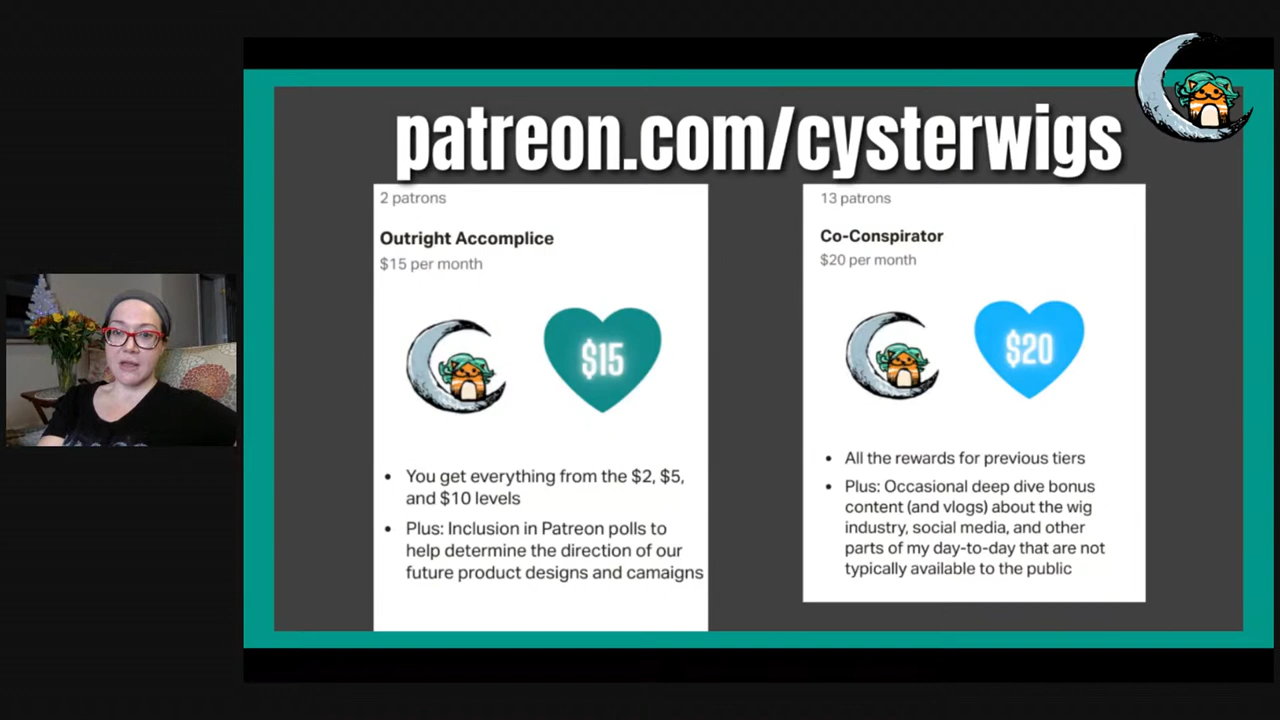 patreon.com/cysterwigs
2 patrons
Outright Accomplice
$15 per month
$15
• You get everything from the $2, $5,
and $10 levels
• Plus: Inclusion in Patreon polls to
help determine the direction of our
future product designs and camaigns
13 patrons
Co-Conspirator
$20 per month
$20
• All the rewards for previous tiers
• Plus: Occasional deep dive bonus
content (and vlogs) about the wig
industry, social media, and other
parts of my day-to-day that are not
typically available to the public